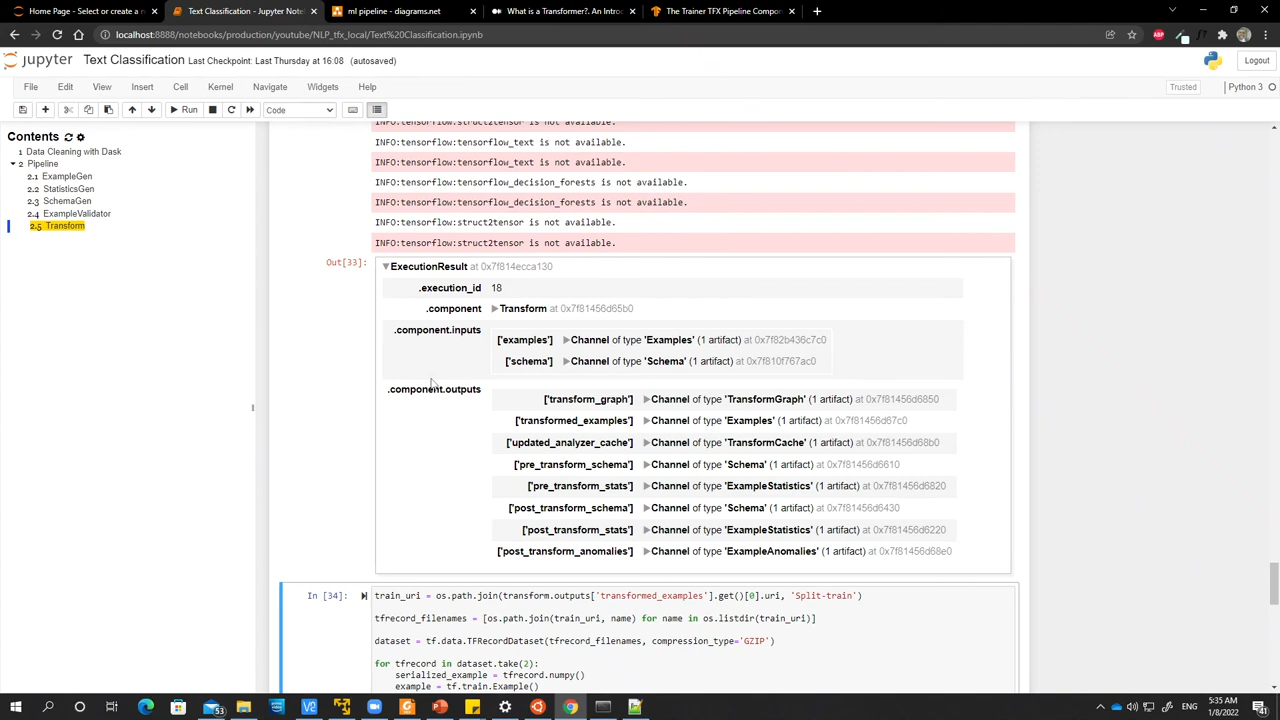 Home Page - Select or create a n
Text Classification - Jupyter Note
ml pipeline - diagrams.net
What is a Transformer?. An Introd
The Trainer TFX Pipeline Compon
localhost:8888/notebooks/production/youtube/NLP_tfx_local/Text%20Classification.ipynb
jupyter Text Classification Last Checkpoint: Last Thursday at 16:08 (autosaved)
Logout
File Edit View Insert Cell Kernel Navigate Widgets Help
Trusted Python 3
Run Code
Contents
1 Data Cleaning with Dask
2 Pipeline
2.1 ExampleGen
2.2 StatisticsGen
2.3 SchemaGen
2.4 ExampleValidator
2.5 Transform
INFO:tensorflow:struct2tensor is not available.
INFO:tensorflow:tensorflow_text is not available.
INFO:tensorflow:tensorflow_text is not available.
INFO:tensorflow:tensorflow_decision_forests is not available.
INFO:tensorflow:tensorflow_decision_forests is not available.
INFO:tensorflow:struct2tensor is not available.
INFO:tensorflow:struct2tensor is not available.
Out[33]: ▼ExecutionResult at 0x7f814ecca130
.execution_id 18
.component ▶Transform at 0x7f81456d65b0
.component.inputs
['examples'] ▶Channel of type 'Examples' (1 artifact) at 0x7f82b436c7c0
['schema'] ▶Channel of type 'Schema' (1 artifact) at 0x7f810f767ac0
.component.outputs
['transform_graph'] ▶Channel of type 'TransformGraph' (1 artifact) at 0x7f81456d6850
['transformed_examples'] ▶Channel of type 'Examples' (1 artifact) at 0x7f81456d67c0
['updated_analyzer_cache'] ▶Channel of type 'TransformCache' (1 artifact) at 0x7f81456d68b0
['pre_transform_schema'] ▶Channel of type 'Schema' (1 artifact) at 0x7f81456d6610
['pre_transform_stats'] ▶Channel of type 'ExampleStatistics' (1 artifact) at 0x7f81456d6820
['post_transform_schema'] ▶Channel of type 'Schema' (1 artifact) at 0x7f81456d6430
['post_transform_stats'] ▶Channel of type 'ExampleStatistics' (1 artifact) at 0x7f81456d6220
['post_transform_anomalies'] ▶Channel of type 'ExampleAnomalies' (1 artifact) at 0x7f81456d68e0
In [34]: train_uri = os.path.join(transform.outputs['transformed_examples'].get()[0].uri, 'Split-train')
tfrecord_filenames = [os.path.join(train_uri, name) for name in os.listdir(train_uri)]
dataset = tf.data.TFRecordDataset(tfrecord_filenames, compression_type='GZIP')
for tfrecord in dataset.take(2):
serialized_example = tfrecord.numpy()
example = tf.train.Example()
53
ENG
5:35 AM
1/8/2022
41